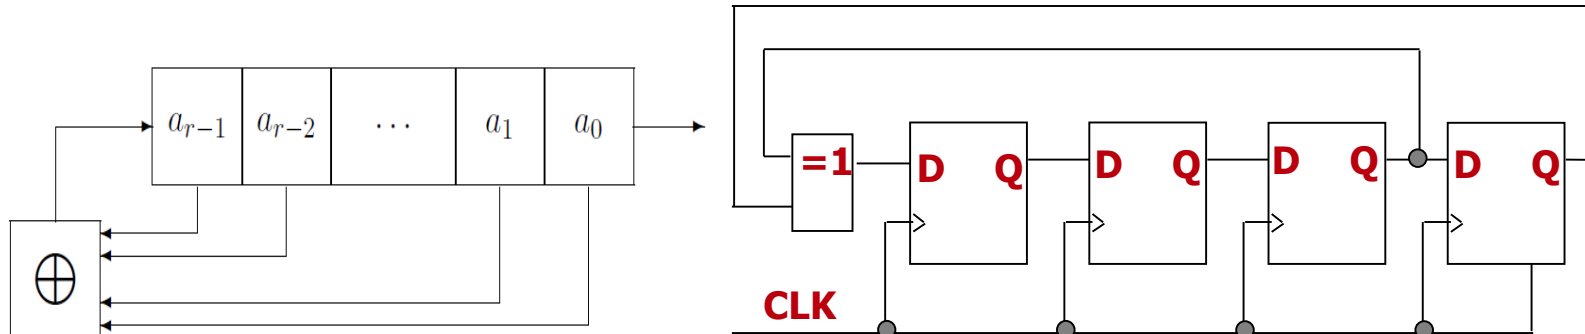 a_{r-1} a_{r-2} ... a_1 a_0
⊕
=1
D Q D Q D Q D Q
CLK